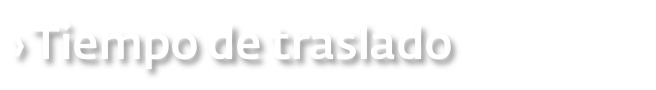 › Tiempo de traslado